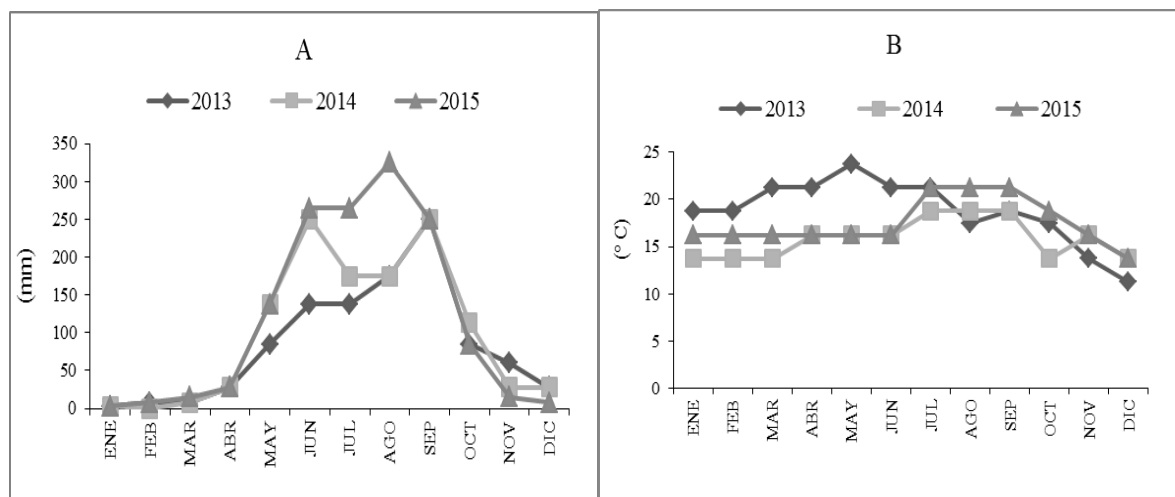 A
2013 2014 2015
350
300
250
200
150
100
50
0
(mm)
ENE FEB MAR ABR MAY JUN JUL AGO SEP OCT NOV DIC
B
2013 2014 2015
25
20
15
10
5
0
(° C)
ENE FEB MAR ABR MAY JUN JUL AGO SEP OCT NOV DIC